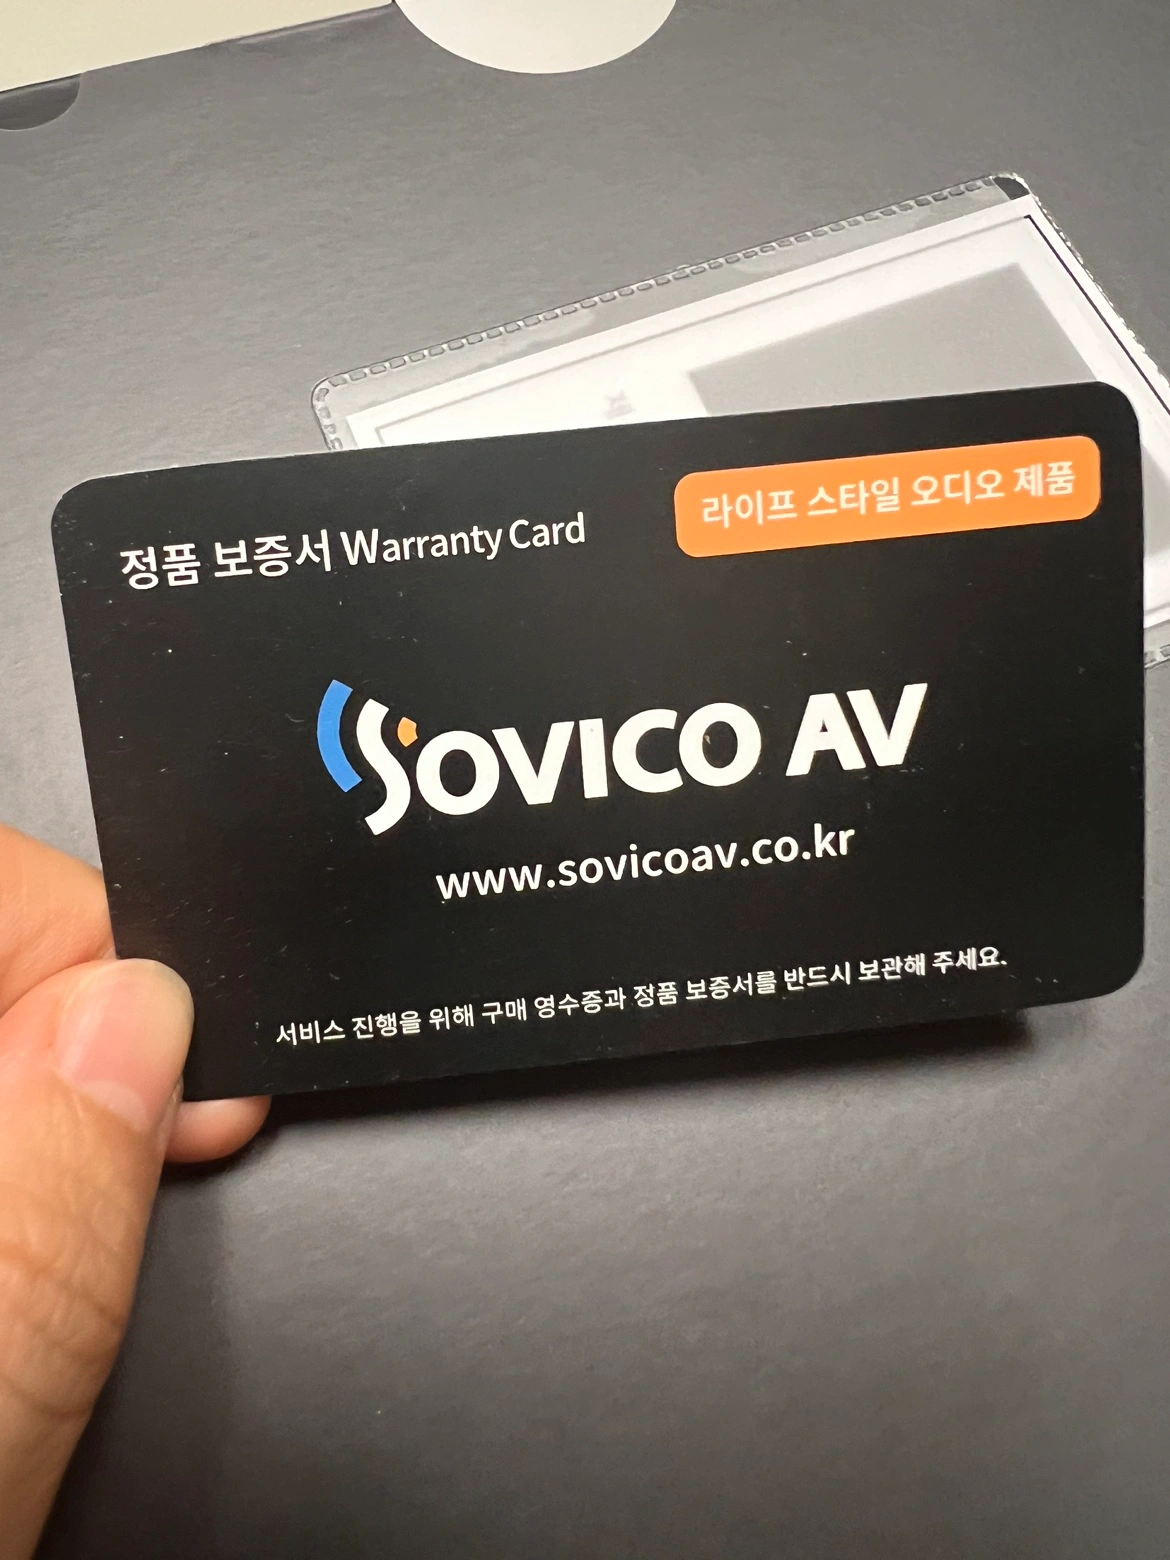 정품 보증서 Warranty Card
라이프 스타일 오디오 제품
SOVICO AV
www.sovicoav.co.kr
서비스 진행을 위해 구매 영수증과 정품 보증서를 반드시 보관해 주세요.